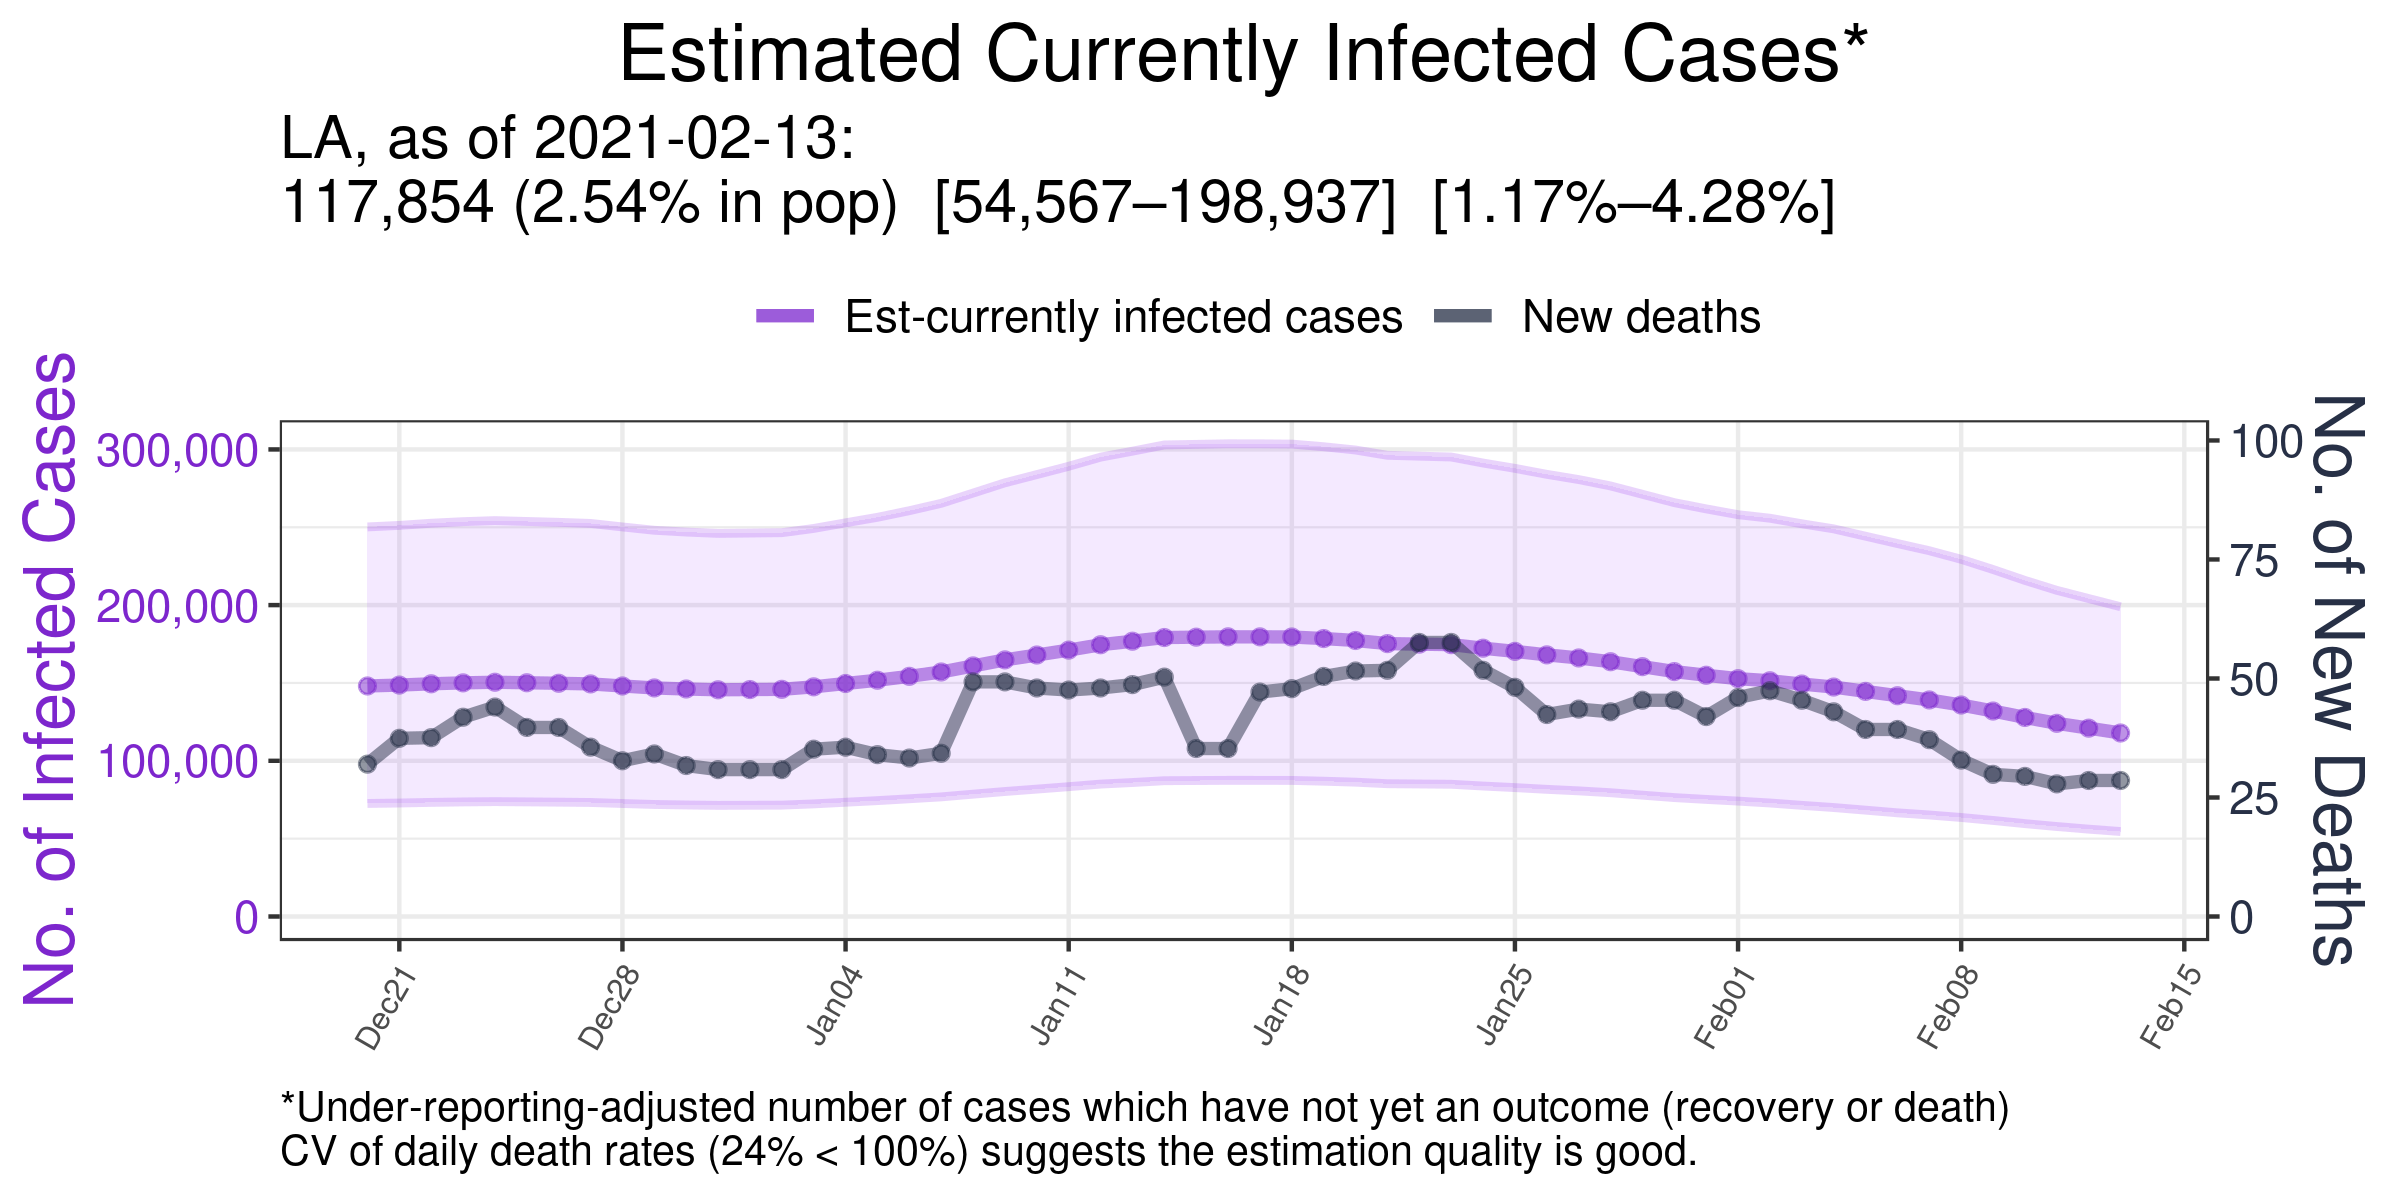 Estimated Currently Infected Cases*
LA, as of 2021-02-13:
117,854 (2.54% in pop)  [54,567–198,937]  [1.17%–4.28%]
Est-currently infected cases
New deaths
No. of Infected Cases
300,000
200,000
100,000
0
100
75
50
25
0
No. of New Deaths
Dec21
Dec28
Jan04
Jan11
Jan18
Jan25
Feb01
Feb08
Feb15
*Under-reporting-adjusted number of cases which have not yet an outcome (recovery or death)
CV of daily death rates (24% < 100%) suggests the estimation quality is good.